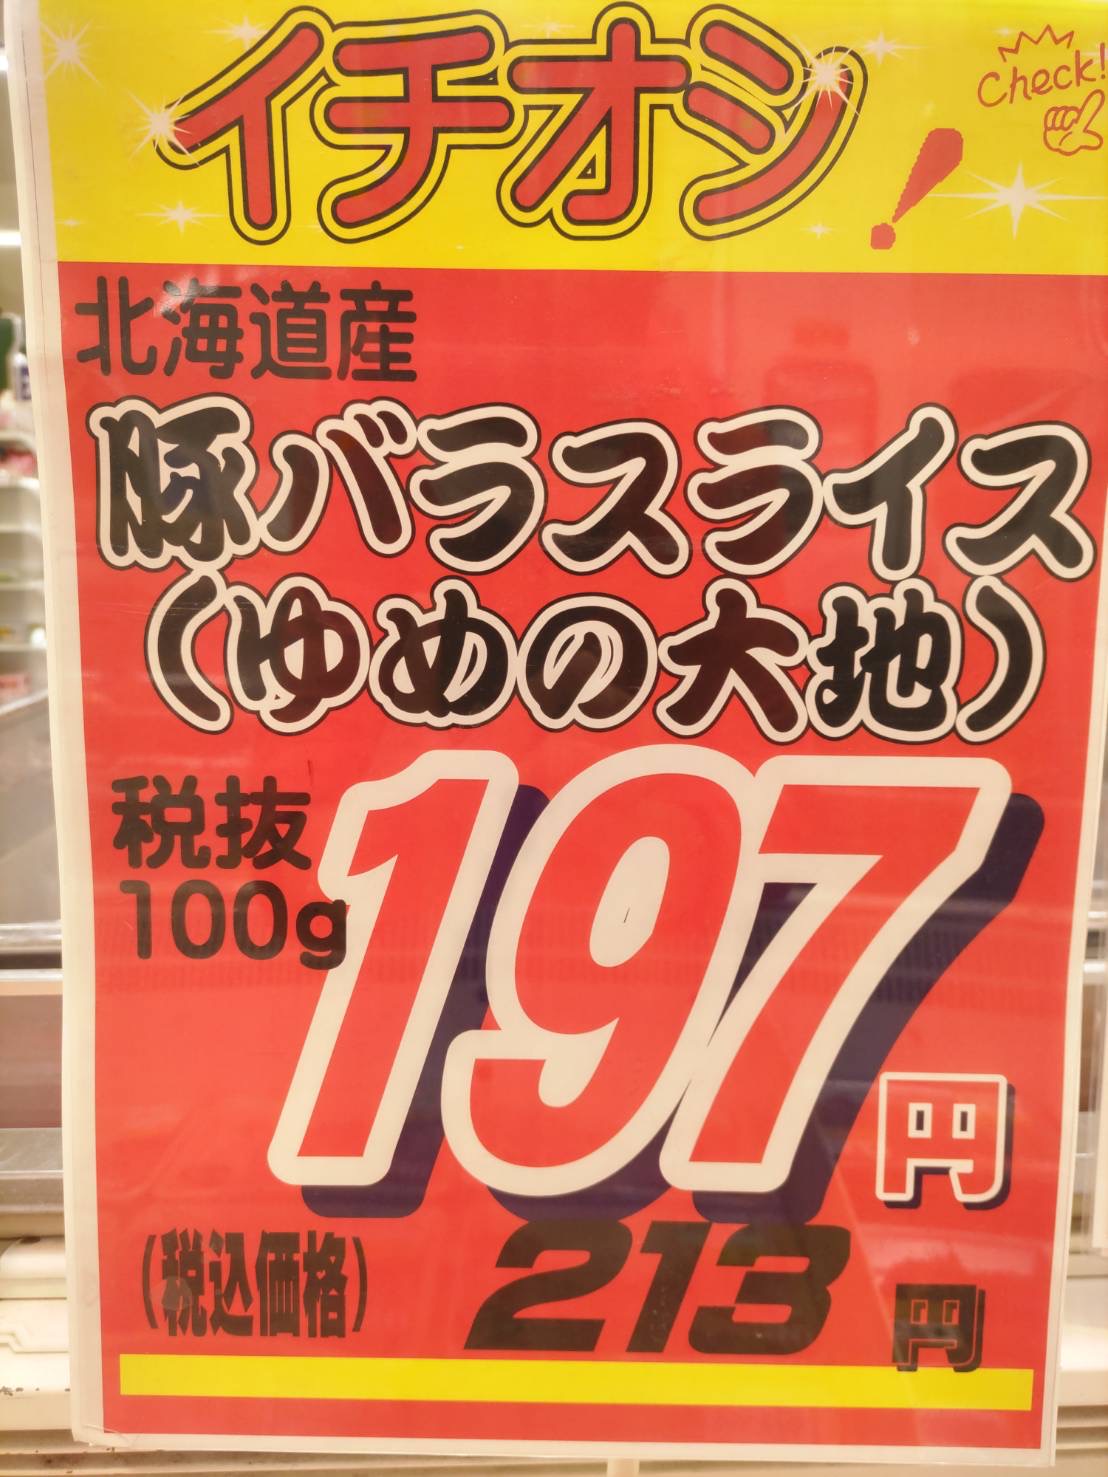 イチオシ!
Check!
北海道産
豚バラスライス
(ゆめの大地)
税抜
100g
197円
(税込価格) 213円